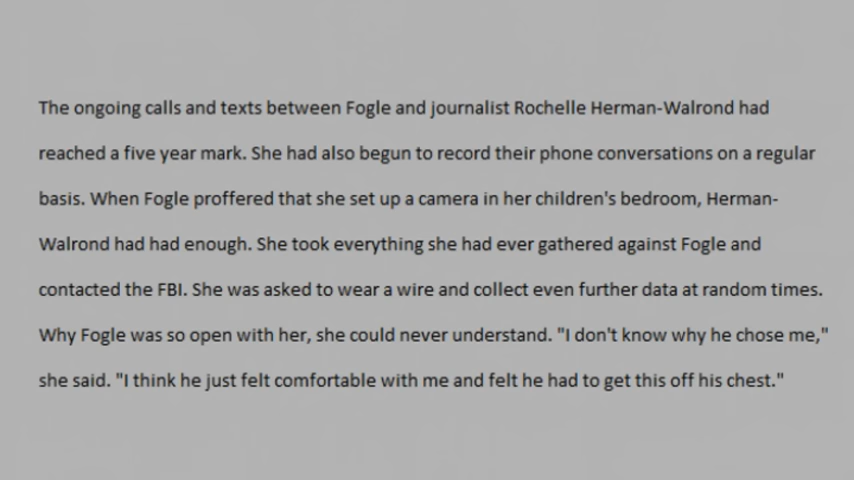 The ongoing calls and texts between Fogle and journalist Rochelle Herman-Walrond had
reached a five year mark. She had also begun to record their phone conversations on a regular
basis. When Fogle proffered that she set up a camera in her children's bedroom, Herman-
Walrond had had enough. She took everything she had ever gathered against Fogle and
contacted the FBI. She was asked to wear a wire and collect even further data at random times.
Why Fogle was so open with her, she could never understand. "I don't know why he chose me,"
she said. "I think he just felt comfortable with me and felt he had to get this off his chest."